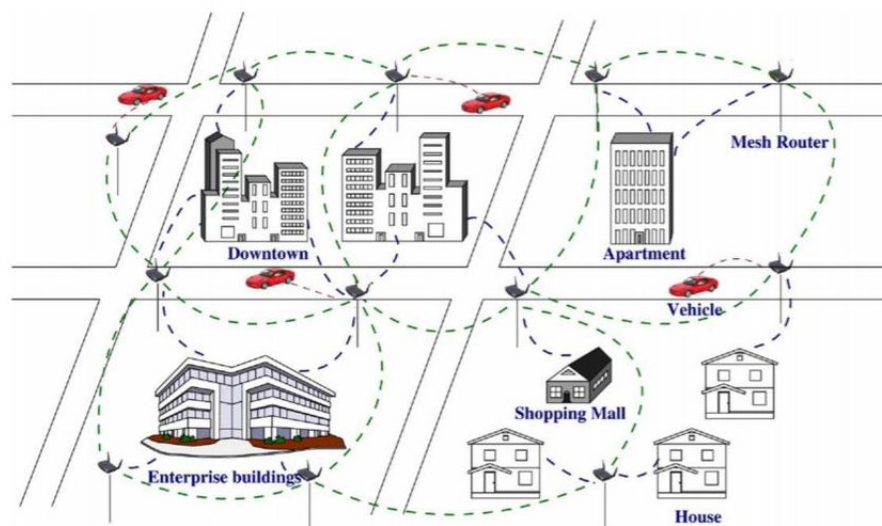 Mesh Router
Downtown
Apartment
Vehicle
Shopping Mall
Enterprise buildings
House